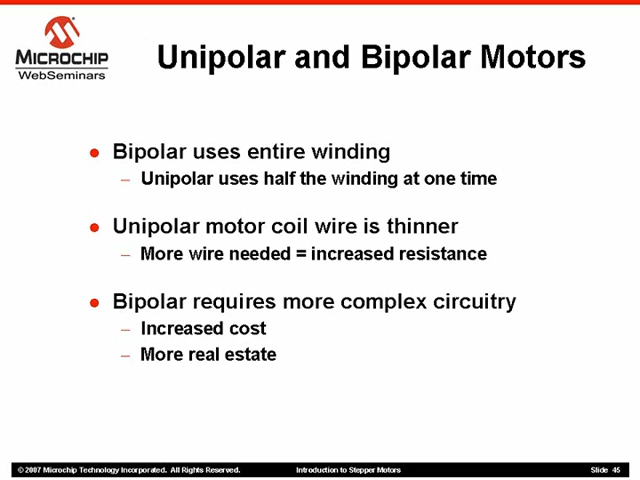 MICROCHIP
WebSeminars
Unipolar and Bipolar Motors
● Bipolar uses entire winding
– Unipolar uses half the winding at one time
● Unipolar motor coil wire is thinner
– More wire needed = increased resistance
● Bipolar requires more complex circuitry
– Increased cost
– More real estate
© 2007 Microchip Technology Incorporated. All Rights Reserved. Introduction to Stepper Motors Slide 45